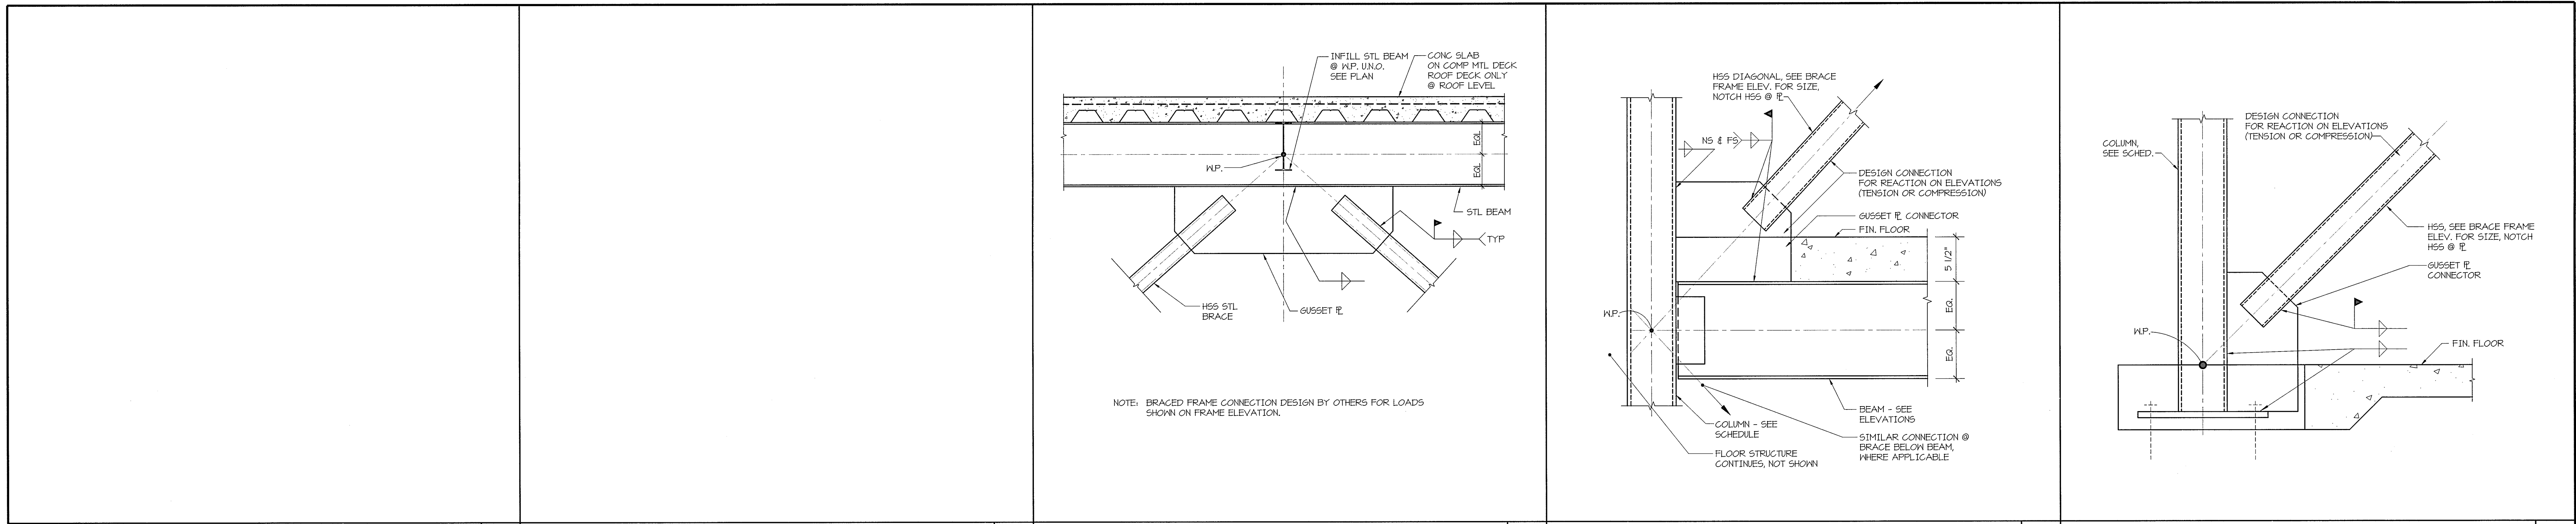 INFILL STL BEAM
@ W.P. U.N.O.
SEE PLAN
CONC SLAB
ON COMP MTL DECK
ROOF DECK ONLY
@ ROOF LEVEL
EQL
EQL
W.P.
STL BEAM
TYP
HSS STL
BRACE
GUSSET PL
NOTE: BRACED FRAME CONNECTION DESIGN BY OTHERS FOR LOADS
SHOWN ON FRAME ELEVATION.
HSS DIAGONAL, SEE BRACE
FRAME ELEV. FOR SIZE,
NOTCH HSS @ PL
NS & FS
DESIGN CONNECTION
FOR REACTION ON ELEVATIONS
(TENSION OR COMPRESSION)
GUSSET PL CONNECTOR
FIN. FLOOR
5 1/2"
EQ.
EQ.
W.P.
BEAM - SEE
ELEVATIONS
COLUMN - SEE
SCHEDULE
SIMILAR CONNECTION @
BRACE BELOW BEAM,
WHERE APPLICABLE
FLOOR STRUCTURE
CONTINUES, NOT SHOWN
DESIGN CONNECTION
FOR REACTION ON ELEVATIONS
(TENSION OR COMPRESSION)
COLUMN,
SEE SCHED.
HSS, SEE BRACE FRAME
ELEV. FOR SIZE, NOTCH
HSS @ PL
GUSSET PL
CONNECTOR
W.P.
FIN. FLOOR